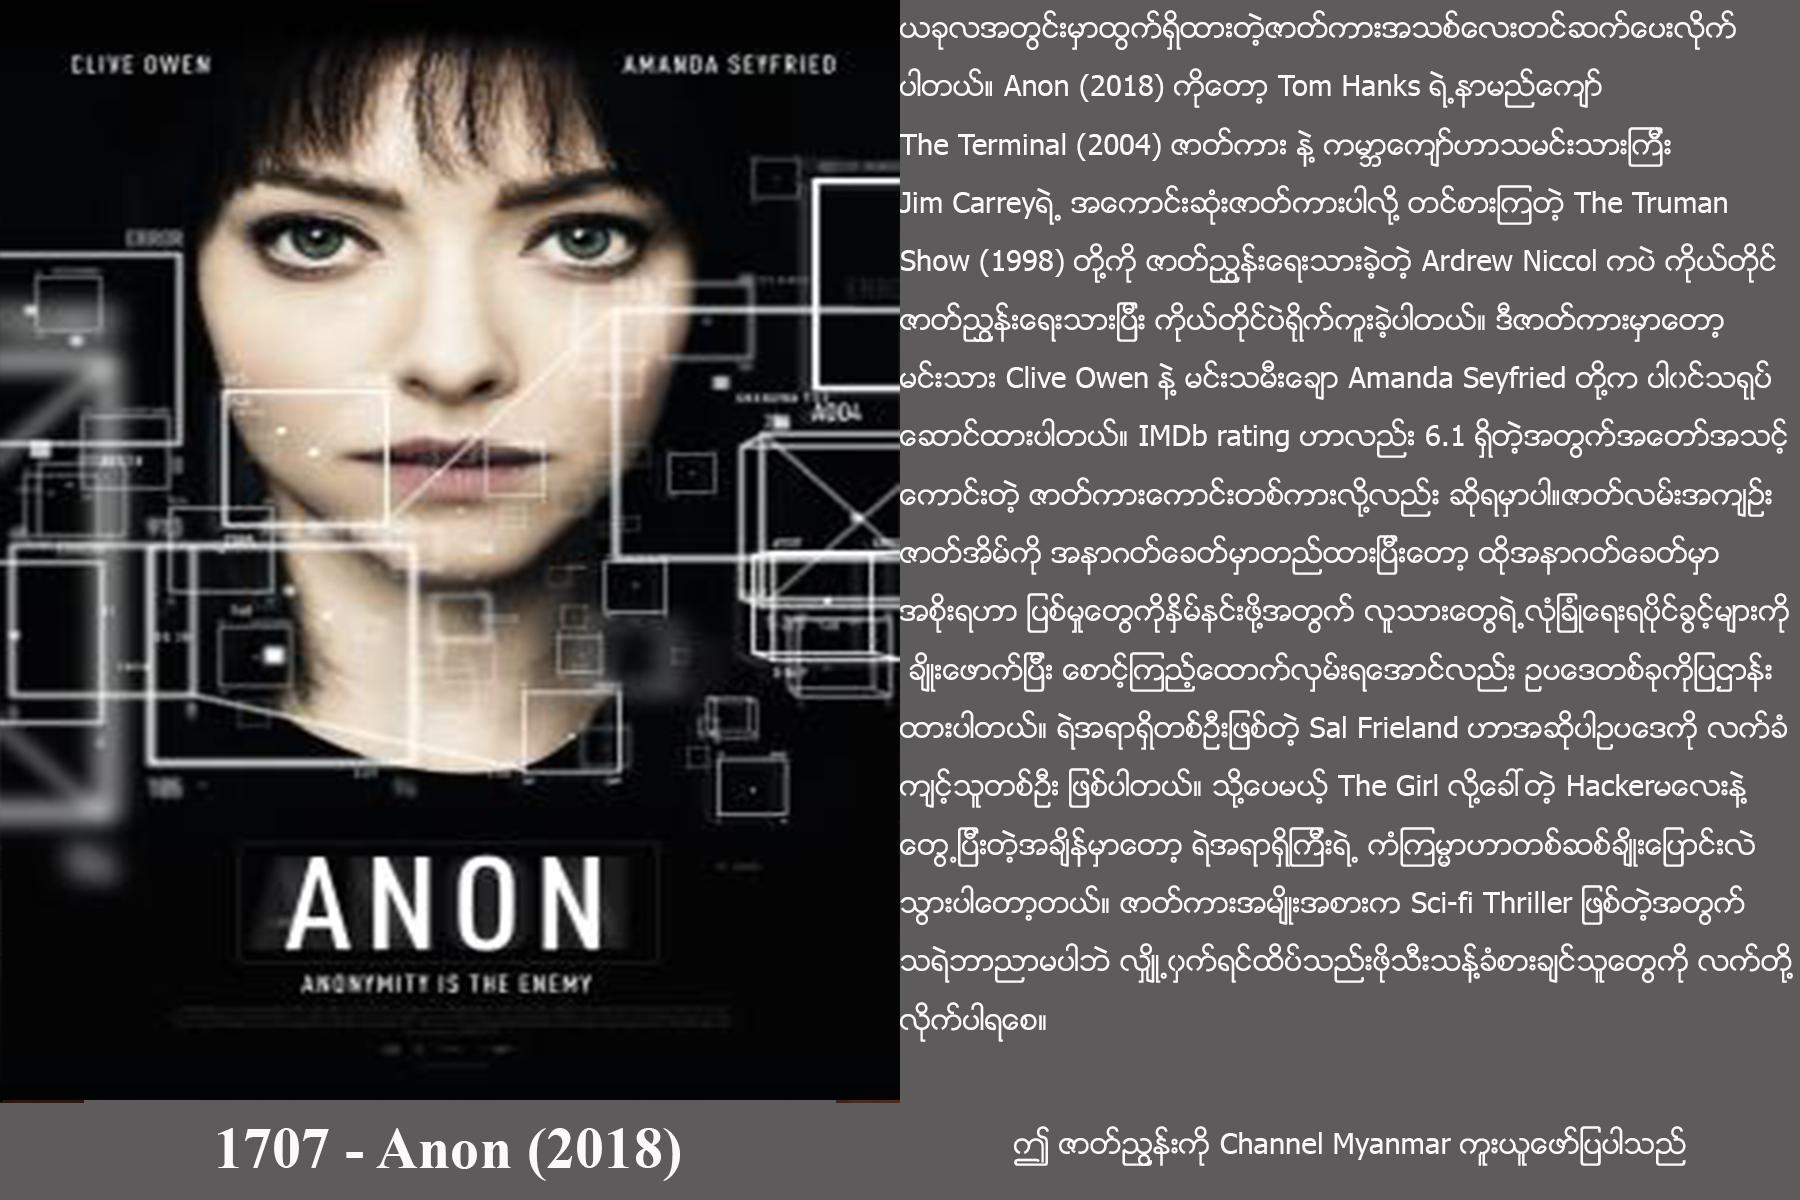 CLIVE OWEN
AMANDA SEYFRIED
ERROR
A004
ANON
ANONYMITY IS THE ENEMY
1707 - Anon (2018)
ယခုလအတွင်းမှာထွက်ရှိထားတဲ့ဇာတ်ကားအသစ်လေးတင်ဆက်ပေးလိုက်
ပါတယ်။ Anon (2018) ကိုတော့ Tom Hanks ရဲ့နာမည်ကျော်
The Terminal (2004) ဇာတ်ကား နဲ့ ကမ္ဘာကျော်ဟာသမင်းသားကြီး
Jim Carreyရဲ့ အကောင်းဆုံးဇာတ်ကားပါလို့ တင်စားကြတဲ့ The Truman
Show (1998) တို့ကို ဇာတ်ညွှန်းရေးသားခဲ့တဲ့ Ardrew Niccol ကပဲ ကိုယ်တိုင်
ဇာတ်ညွှန်းရေးသားပြီး ကိုယ်တိုင်ပဲရိုက်ကူးခဲ့ပါတယ်။ ဒီဇာတ်ကားမှာတော့
မင်းသား Clive Owen နဲ့ မင်းသမီးချော Amanda Seyfried တို့က ပါဝင်သရုပ်
ဆောင်ထားပါတယ်။ IMDb rating ဟာလည်း 6.1 ရှိတဲ့အတွက်အတော်အသင့်
ကောင်းတဲ့ ဇာတ်ကားကောင်းတစ်ကားလို့လည်း ဆိုရမှာပါ။ဇာတ်လမ်းအကျဉ်း
ဇာတ်အိမ်ကို အနာဂတ်ခေတ်မှာတည်ထားပြီးတော့ ထိုအနာဂတ်ခေတ်မှာ
အစိုးရဟာ ပြစ်မှုတွေကိုနှိမ်နင်းဖို့အတွက် လူသားတွေရဲ့လုံခြုံရေးရပိုင်ခွင့်များကို
ချိုးဖောက်ပြီး စောင့်ကြည့်ထောက်လှမ်းရအောင်လည်း ဥပဒေတစ်ခုကိုပြဌာန်း
ထားပါတယ်။ ရဲအရာရှိတစ်ဦးဖြစ်တဲ့ Sal Frieland ဟာအဆိုပါဥပဒေကို လက်ခံ
ကျင့်သူတစ်ဦး ဖြစ်ပါတယ်။ သို့ပေမယ့် The Girl လို့ခေါ်တဲ့ Hackerမလေးနဲ့
တွေ့ပြီးတဲ့အချိန်မှာတော့ ရဲအရာရှိကြီးရဲ့ ကံကြမ္မာဟာတစ်ဆစ်ချိုးပြောင်းလဲ
သွားပါတော့တယ်။ ဇာတ်ကားအမျိုးအစားက Sci-fi Thriller ဖြစ်တဲ့အတွက်
သရဲဘာညာမပါဘဲ လျှို့ဝှက်ရင်ထိပ်သည်းဖိုသီးသန့်ခံစားချင်သူတွေကို လက်တို့
လိုက်ပါရစေ။
ဤ ဇာတ်ညွှန်းကို Channel Myanmar ကူးယူဖော်ပြပါသည်